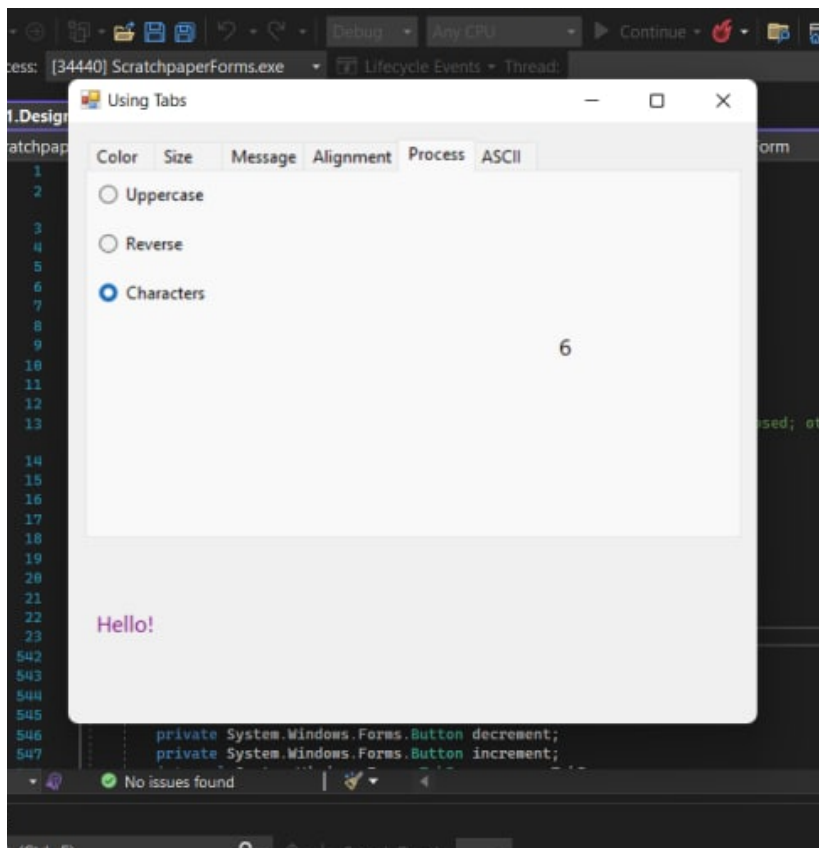 Debug Any CPU Continue
cess: [34440] ScratchpaperForms.exe Lifecycle Events Thread:
Using Tabs
1.Design
atchpap
orm
Color Size Message Alignment Process ASCII
Uppercase
Reverse
Characters
6
Hello!
1
2
3
4
5
6
7
8
9
10
11
12
13 osed; ot
14
15
16
17
18
19
20
21
22
23
542
543
544
545
546 private System.Windows.Forms.Button decrement;
547 private System.Windows.Forms.Button increment;
No issues found